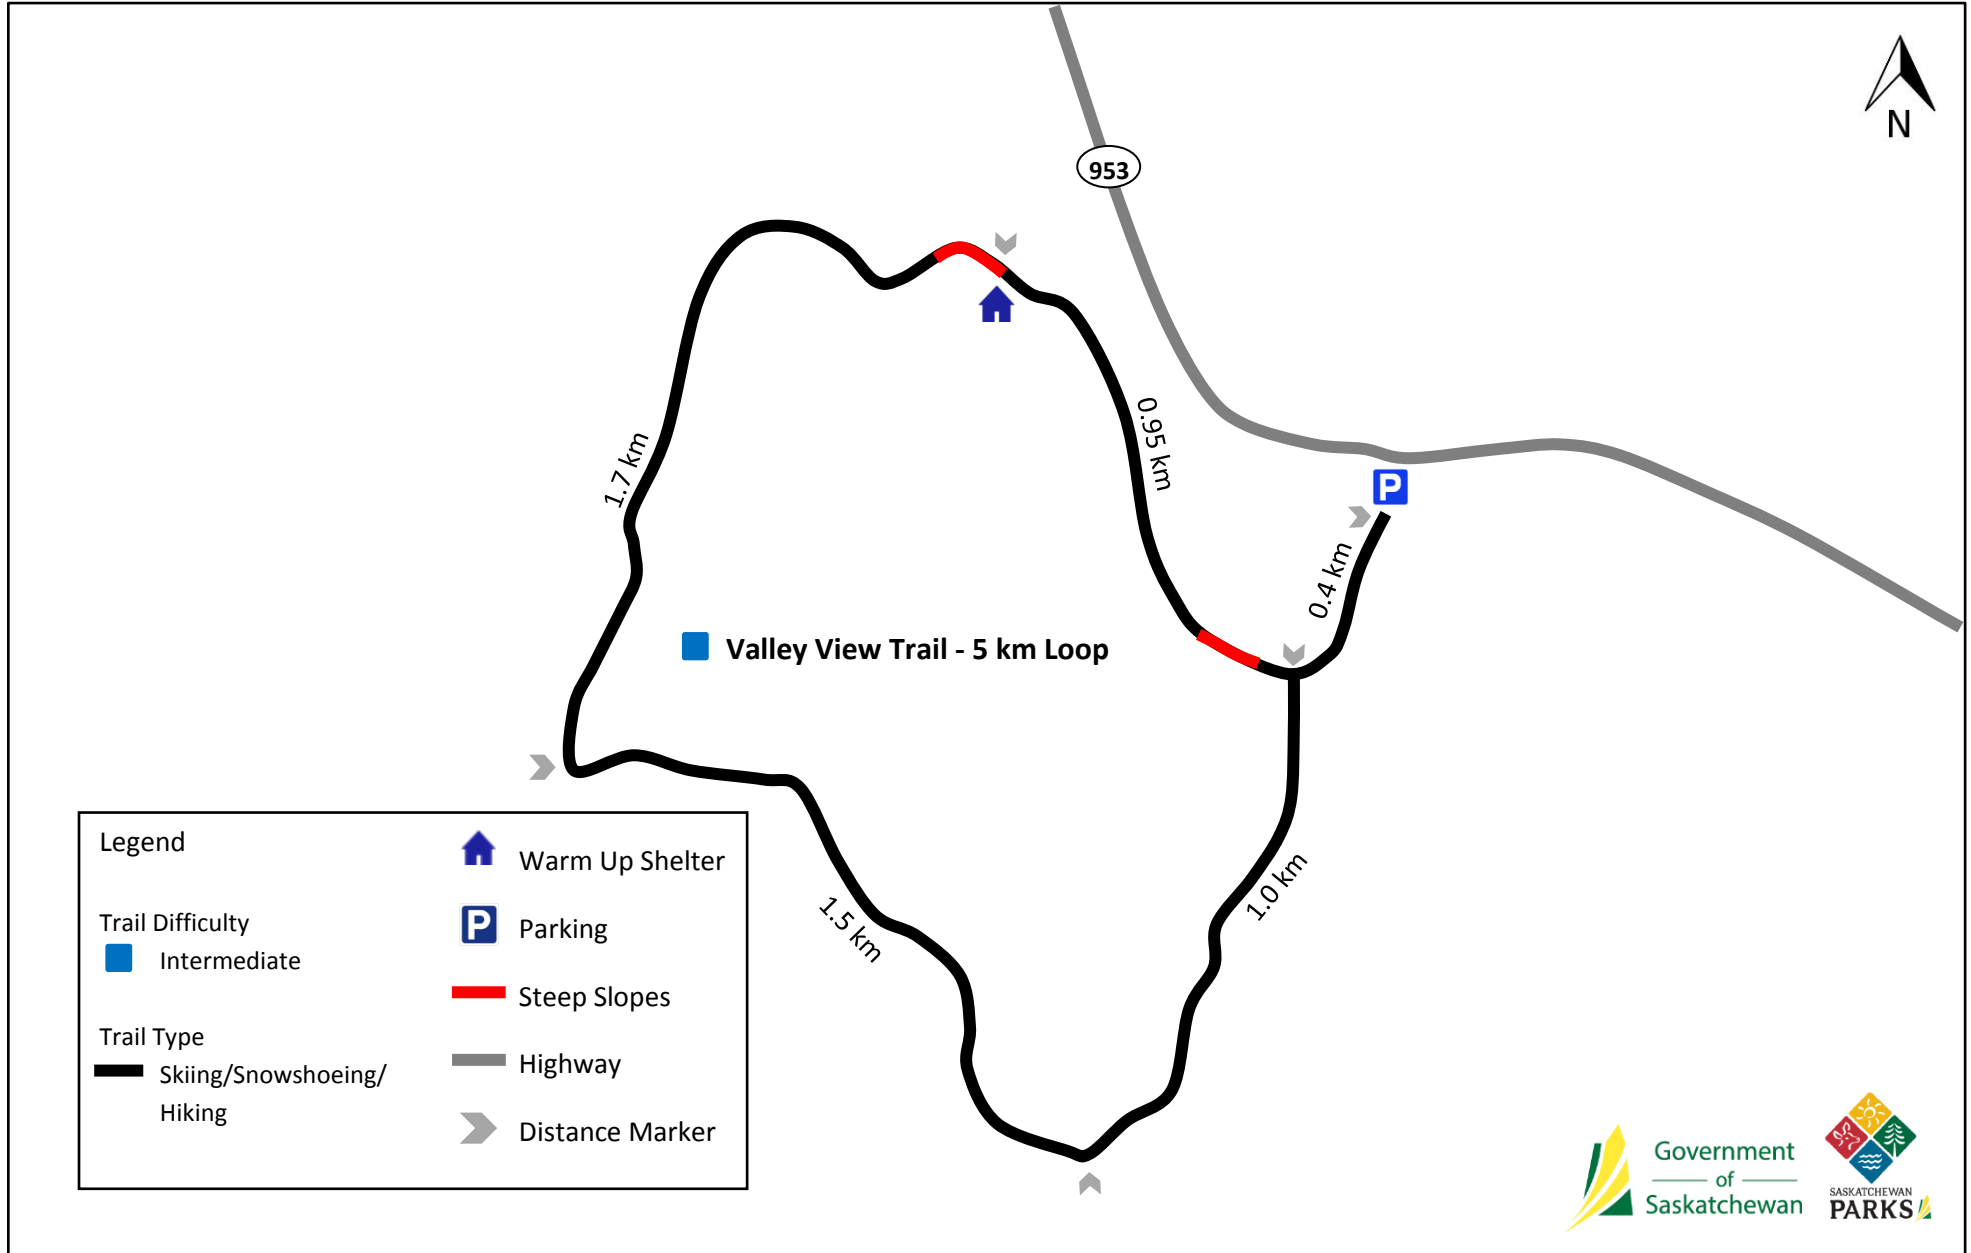 N
953
0.95 km
1.7 km
P
0.4 km
Valley View Trail - 5 km Loop
1.5 km
1.0 km
Legend
Trail Difficulty
Intermediate
Trail Type
Skiing/Snowshoeing/
Hiking
Warm Up Shelter
P
Parking
Steep Slopes
Highway
Distance Marker
Government
of
Saskatchewan
SASKATCHEWAN
PARKS